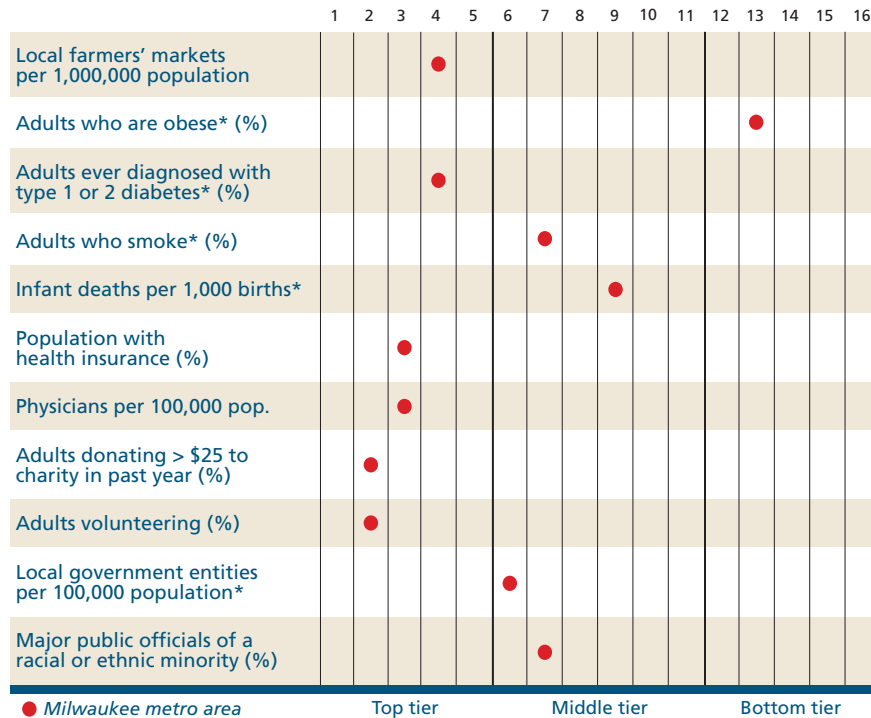 1 2 3 4 5 6 7 8 9 10 11 12 13 14 15 16
Local farmers’ markets
per 1,000,000 population
Adults who are obese* (%)
Adults ever diagnosed with
type 1 or 2 diabetes* (%)
Adults who smoke* (%)
Infant deaths per 1,000 births*
Population with
health insurance (%)
Physicians per 100,000 pop.
Adults donating > $25 to
charity in past year (%)
Adults volunteering (%)
Local government entities
per 100,000 population*
Major public officials of a
racial or ethnic minority (%)
Milwaukee metro area Top tier Middle tier Bottom tier